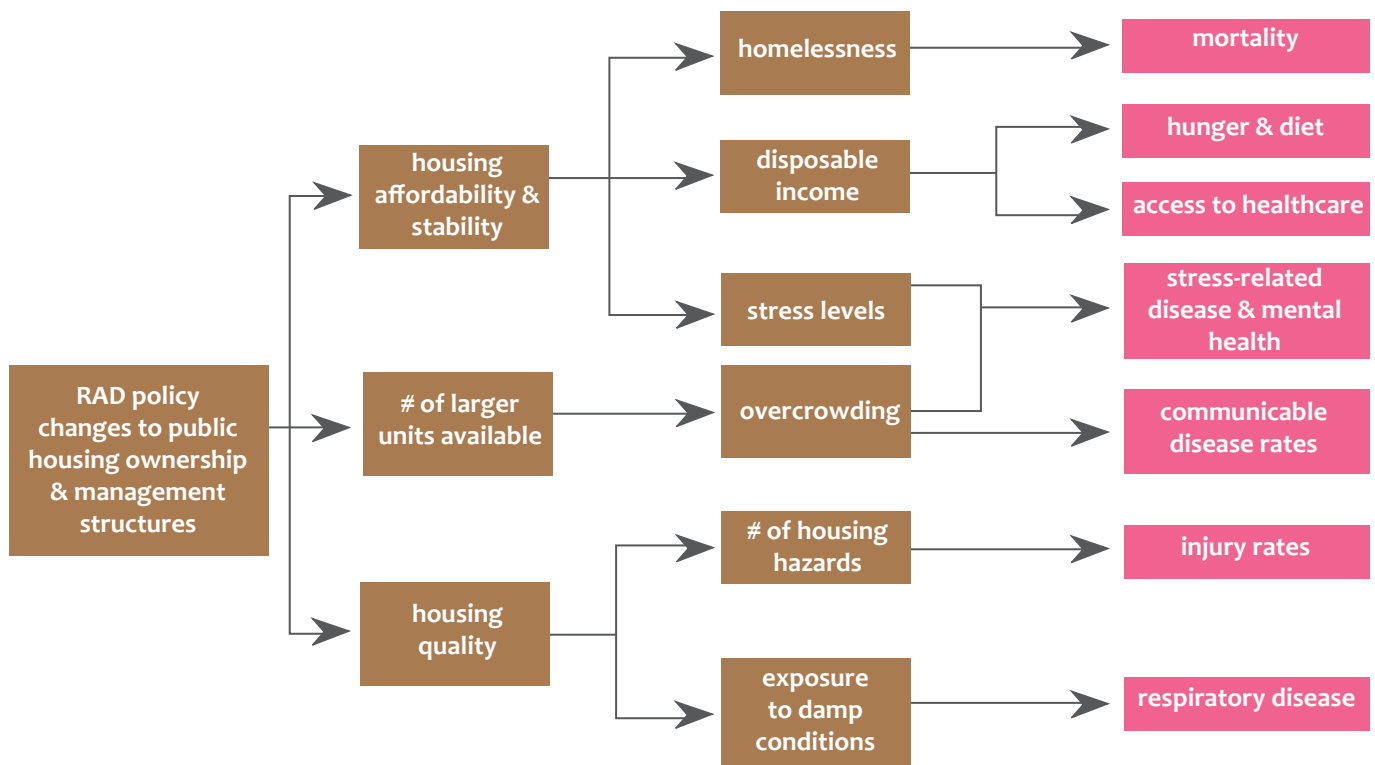 RAD policy
changes to public
housing ownership
& management
structures
housing
affordability &
stability
# of larger
units available
housing
quality
homelessness
disposable
income
stress levels
overcrowding
# of housing
hazards
exposure
to damp
conditions
mortality
hunger & diet
access to healthcare
stress-related
disease & mental
health
communicable
disease rates
injury rates
respiratory disease